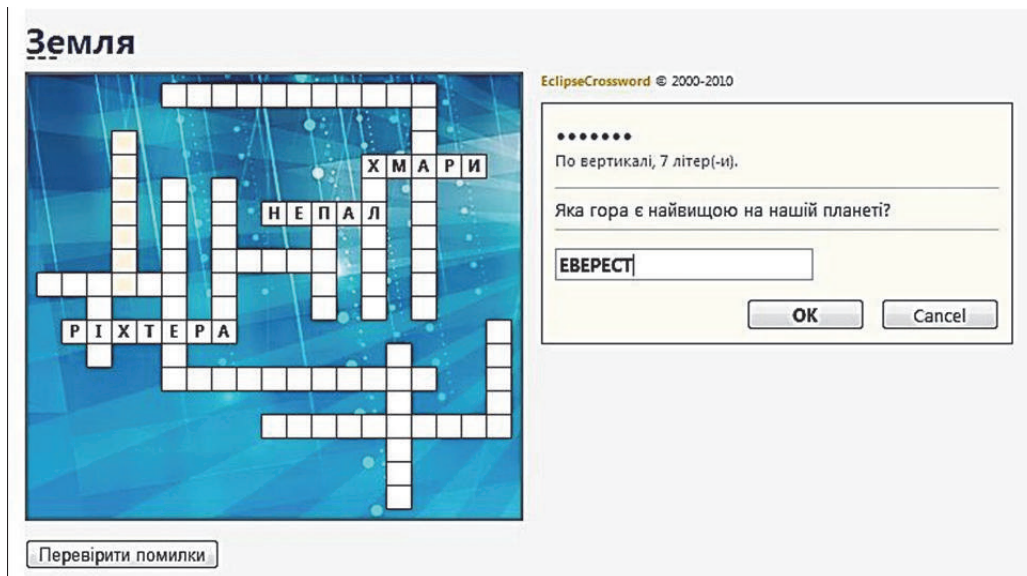 Земля
EclipseCrossword © 2000-2010
•••••••
По вертикалі, 7 літер(-и).
Яка гора є найвищою на нашій планеті?
ЕВЕРЕСТ
OK Cancel
ХМАРИ
НЕПАЛ
РІХТЕРА
Перевірити помилки